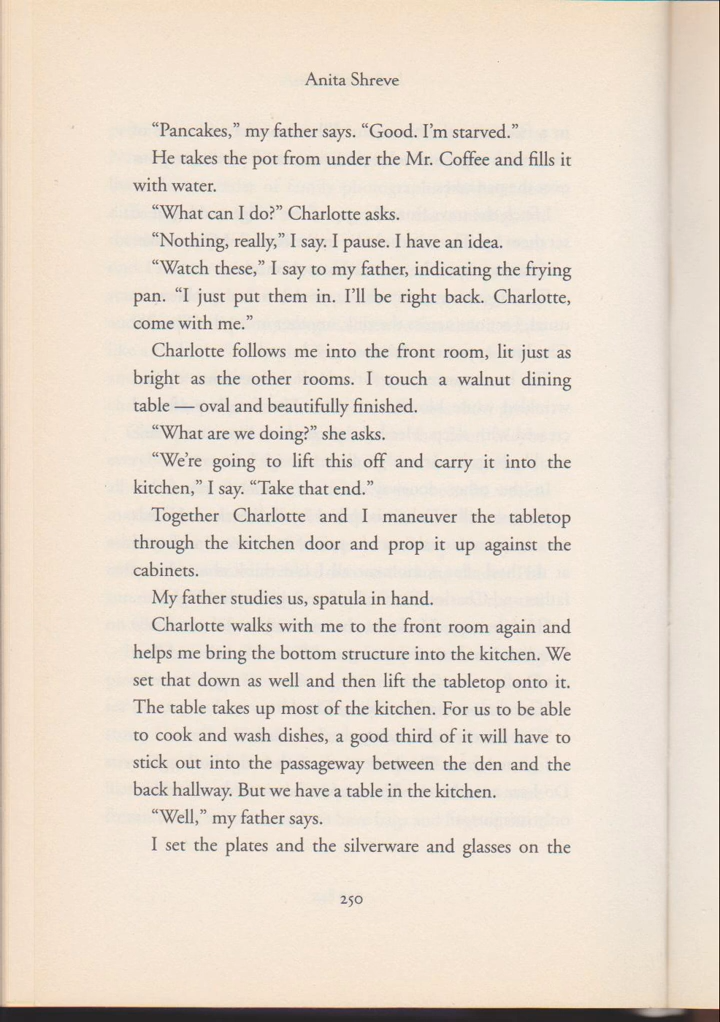 Anita Shreve
“Pancakes,” my father says. “Good. I’m starved.”
He takes the pot from under the Mr. Coffee and fills it
with water.
“What can I do?” Charlotte asks.
“Nothing, really,” I say. I pause. I have an idea.
“Watch these,” I say to my father, indicating the frying
pan. “I just put them in. I’ll be right back. Charlotte,
come with me.”
Charlotte follows me into the front room, lit just as
bright as the other rooms. I touch a walnut dining
table — oval and beautifully finished.
“What are we doing?” she asks.
“We’re going to lift this off and carry it into the
kitchen,” I say. “Take that end.”
Together Charlotte and I maneuver the tabletop
through the kitchen door and prop it up against the
cabinets.
My father studies us, spatula in hand.
Charlotte walks with me to the front room again and
helps me bring the bottom structure into the kitchen. We
set that down as well and then lift the tabletop onto it.
The table takes up most of the kitchen. For us to be able
to cook and wash dishes, a good third of it will have to
stick out into the passageway between the den and the
back hallway. But we have a table in the kitchen.
“Well,” my father says.
I set the plates and the silverware and glasses on the
250